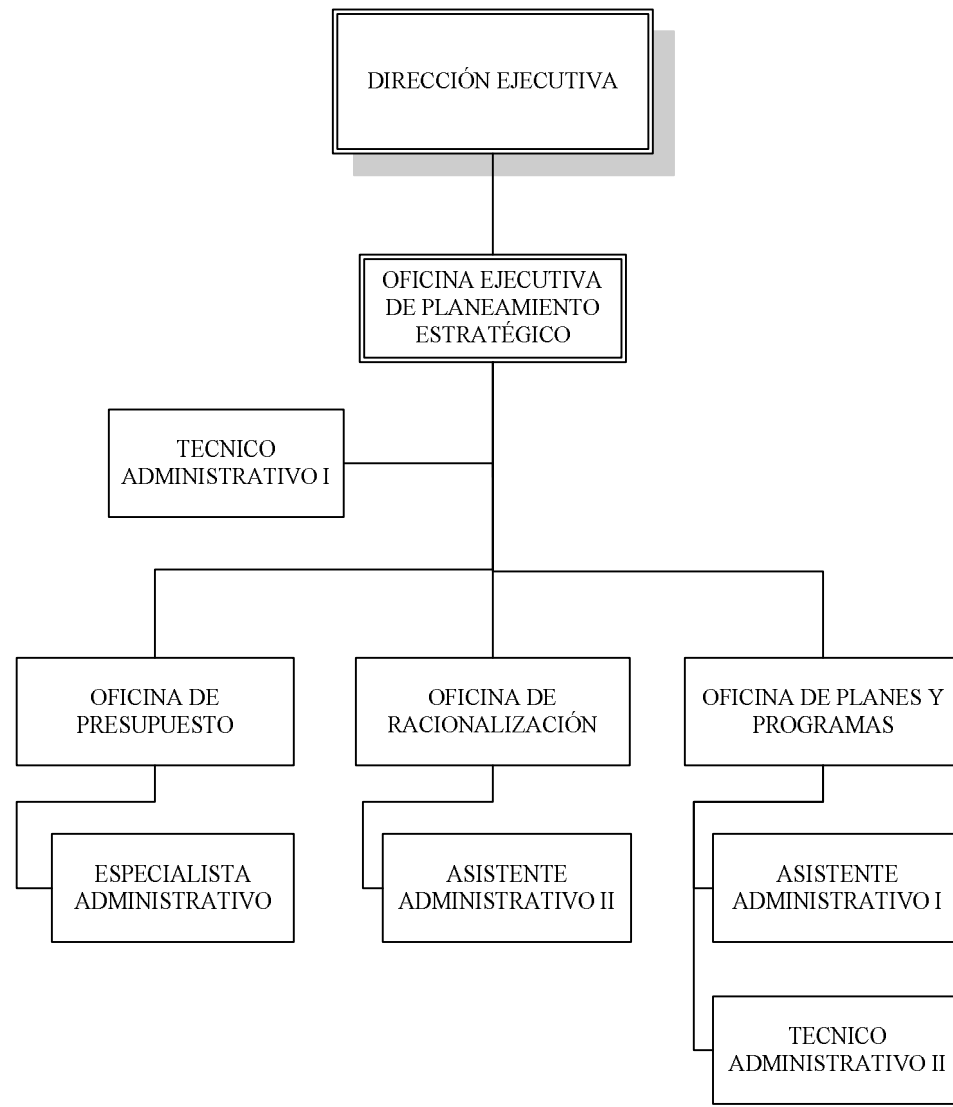 DIRECCIÓN EJECUTIVA
OFICINA EJECUTIVA
DE PLANEAMIENTO
ESTRATÉGICO
TECNICO
ADMINISTRATIVO I
OFICINA DE
PRESUPUESTO
OFICINA DE
RACIONALIZACIÓN
OFICINA DE PLANES Y
PROGRAMAS
ESPECIALISTA
ADMINISTRATIVO
ASISTENTE
ADMINISTRATIVO II
ASISTENTE
ADMINISTRATIVO I
TECNICO
ADMINISTRATIVO II